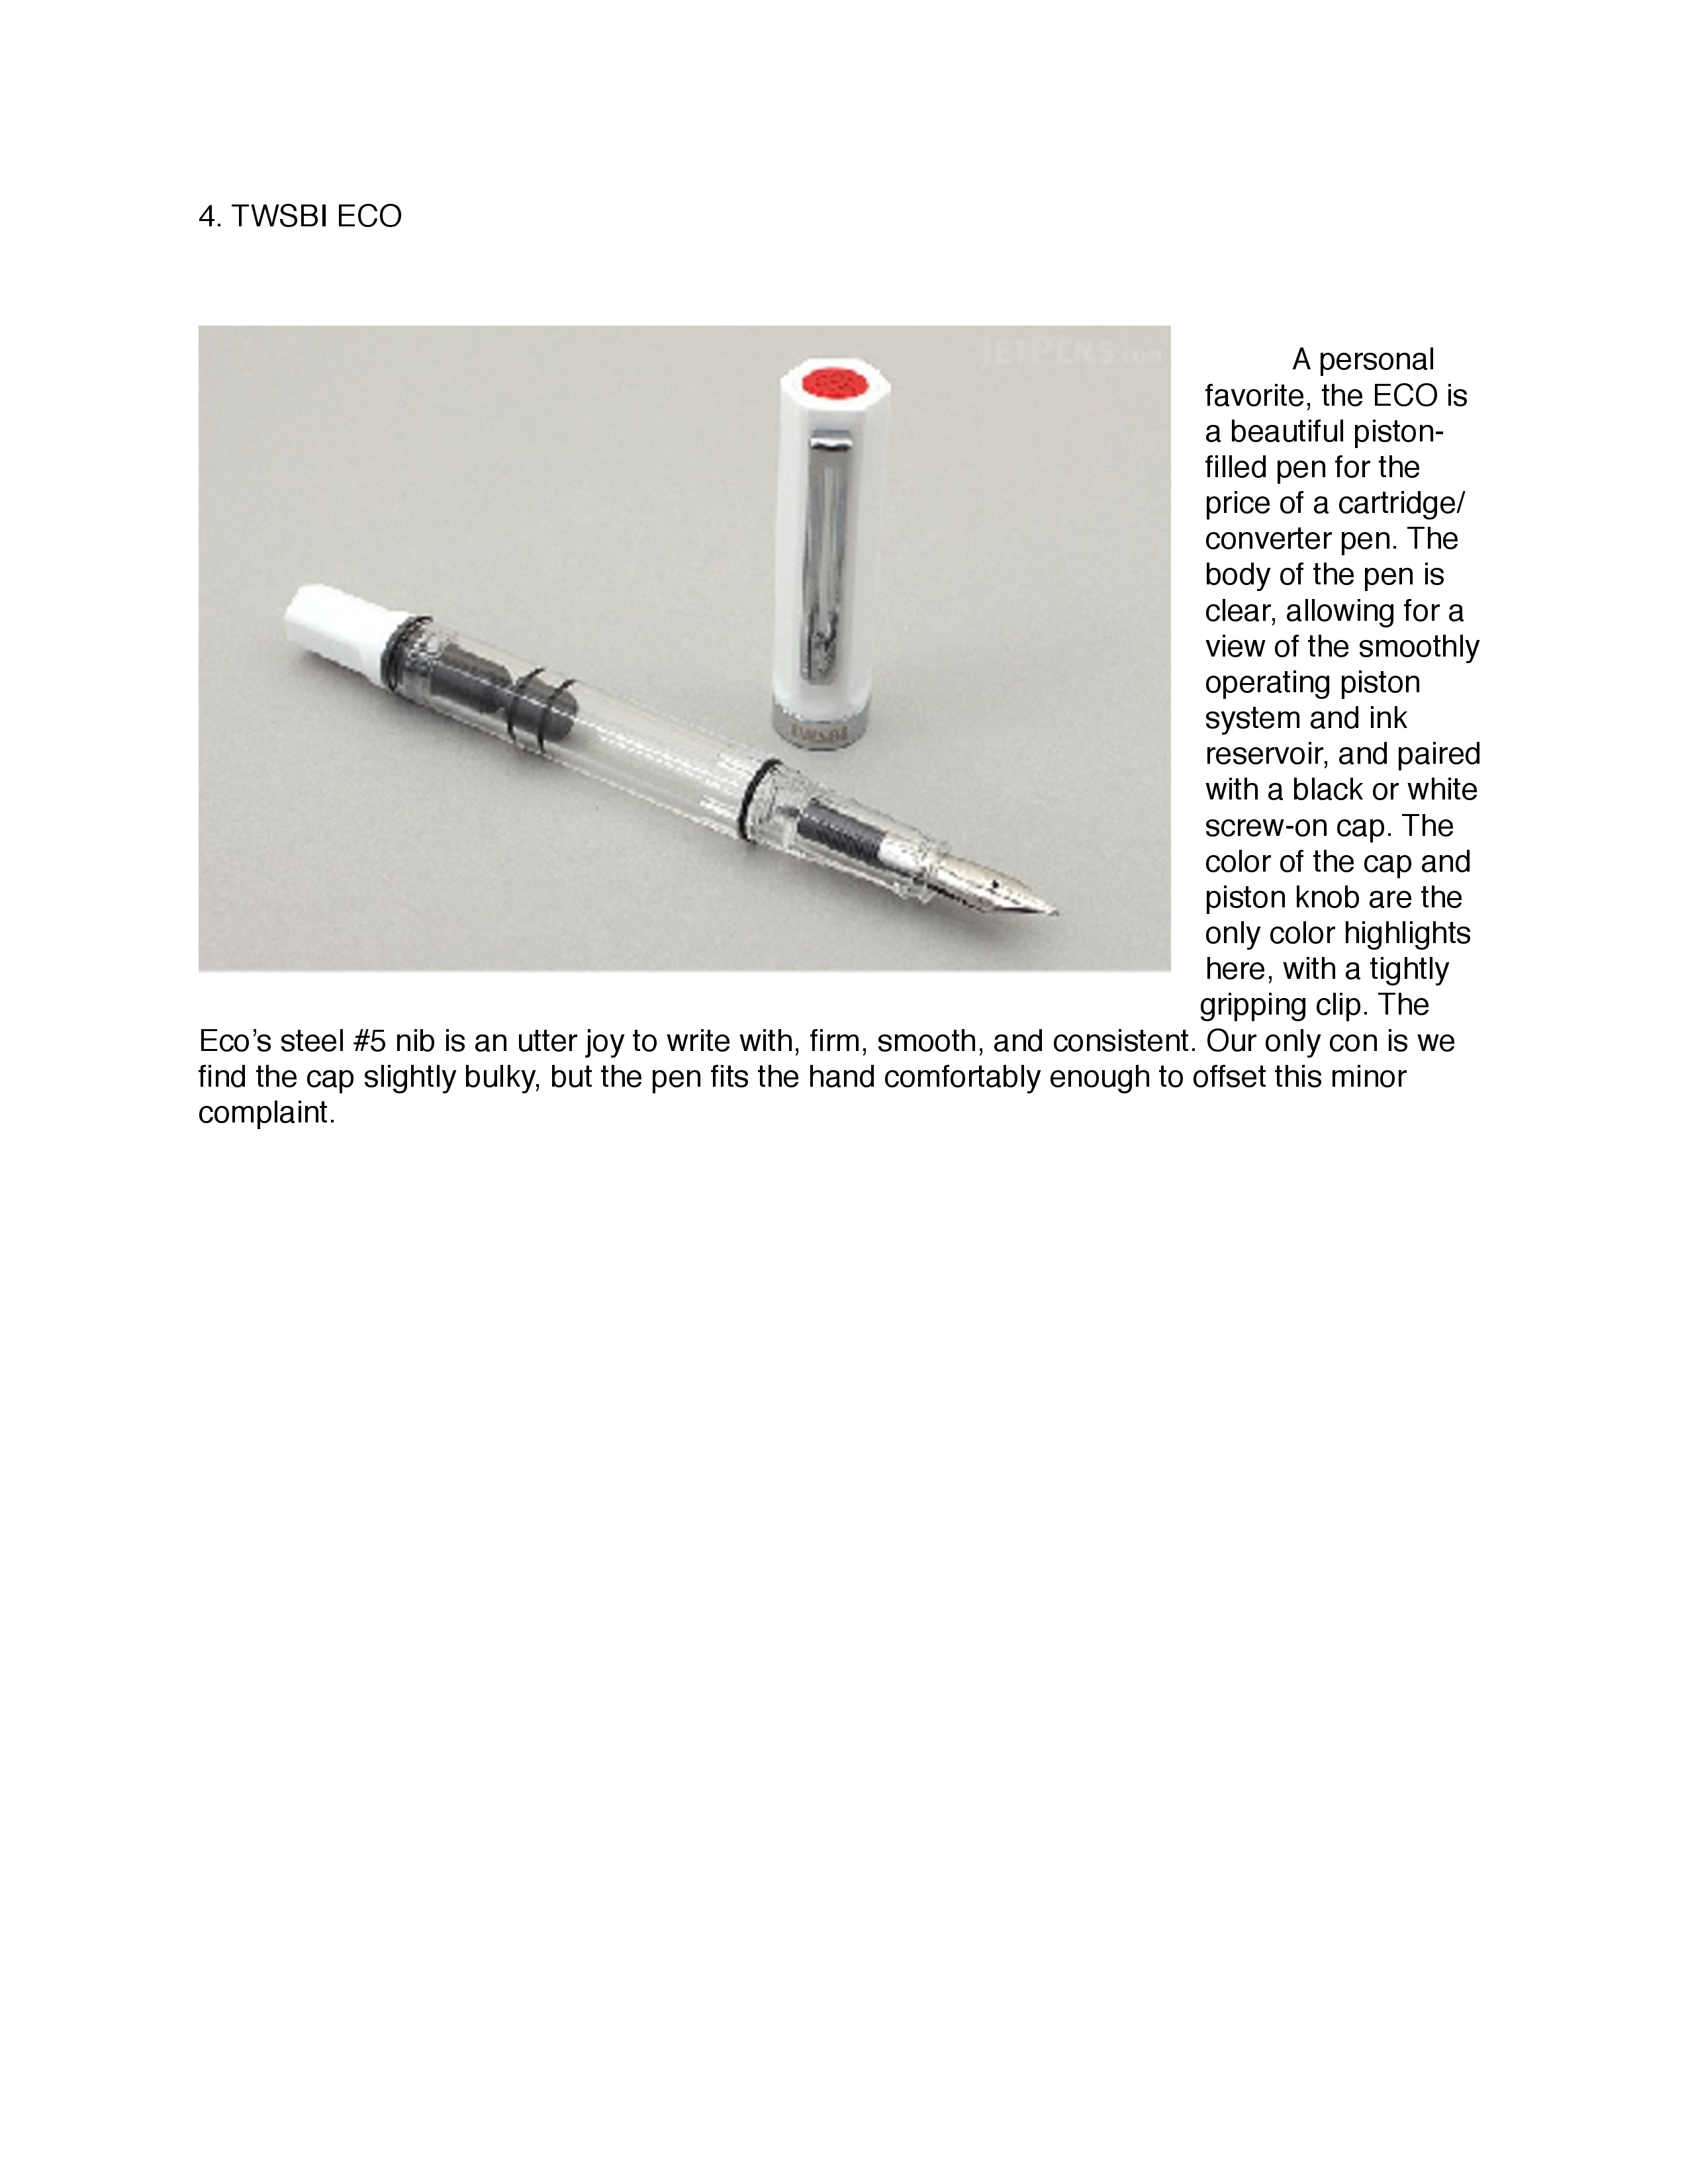 4. TWSBI ECO
JETPENS.COM
TWSBI
A personal
favorite, the ECO is
a beautiful piston-
filled pen for the
price of a cartridge/
converter pen. The
body of the pen is
clear, allowing for a
view of the smoothly
operating piston
system and ink
reservoir, and paired
with a black or white
screw-on cap. The
color of the cap and
piston knob are the
only color highlights
here, with a tightly
gripping clip. The
Eco’s steel #5 nib is an utter joy to write with, firm, smooth, and consistent. Our only con is we
find the cap slightly bulky, but the pen fits the hand comfortably enough to offset this minor
complaint.